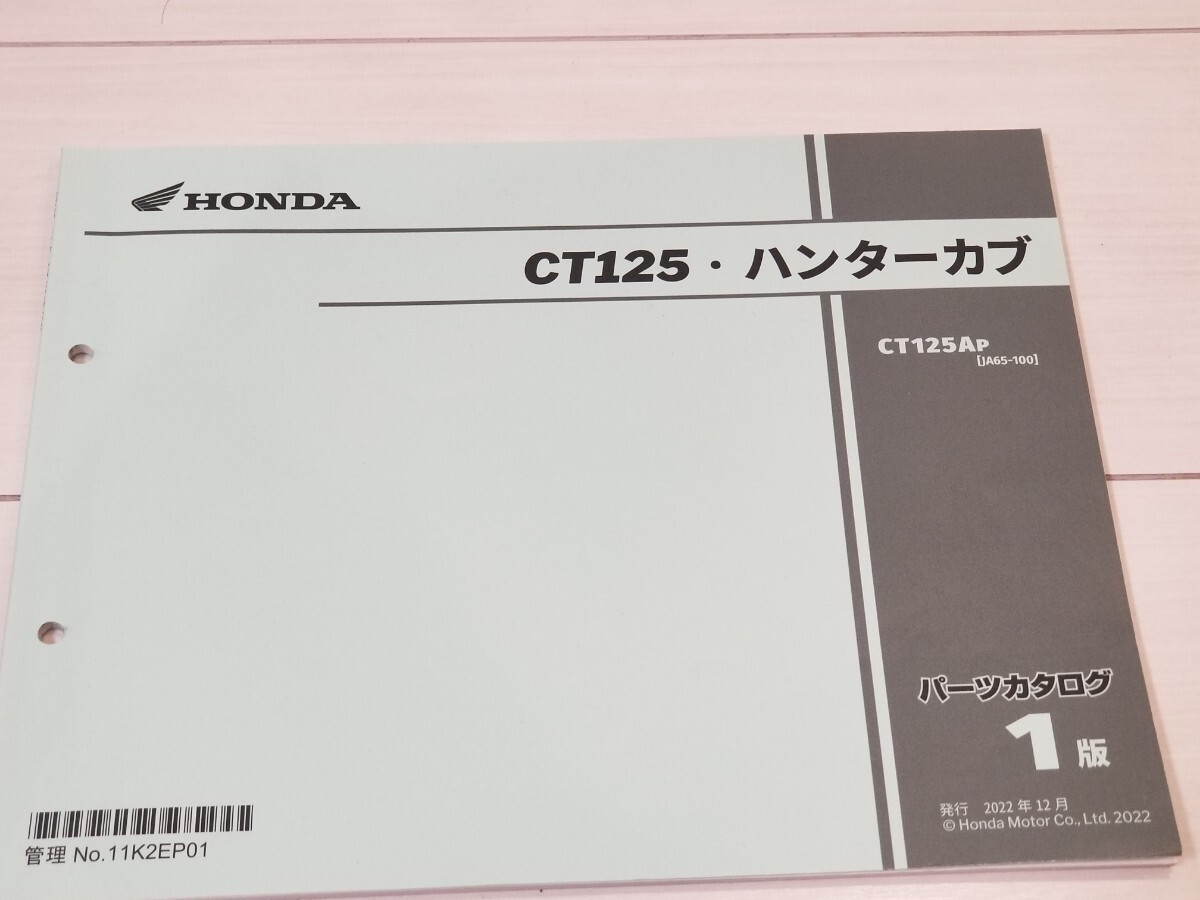 HONDA
CT125・ハンターカブ
CT125AP
[JA65-100]
パーツカタログ
1版
発行 2022年12月
© Honda Motor Co., Ltd. 2022
管理 No.11K2EP01